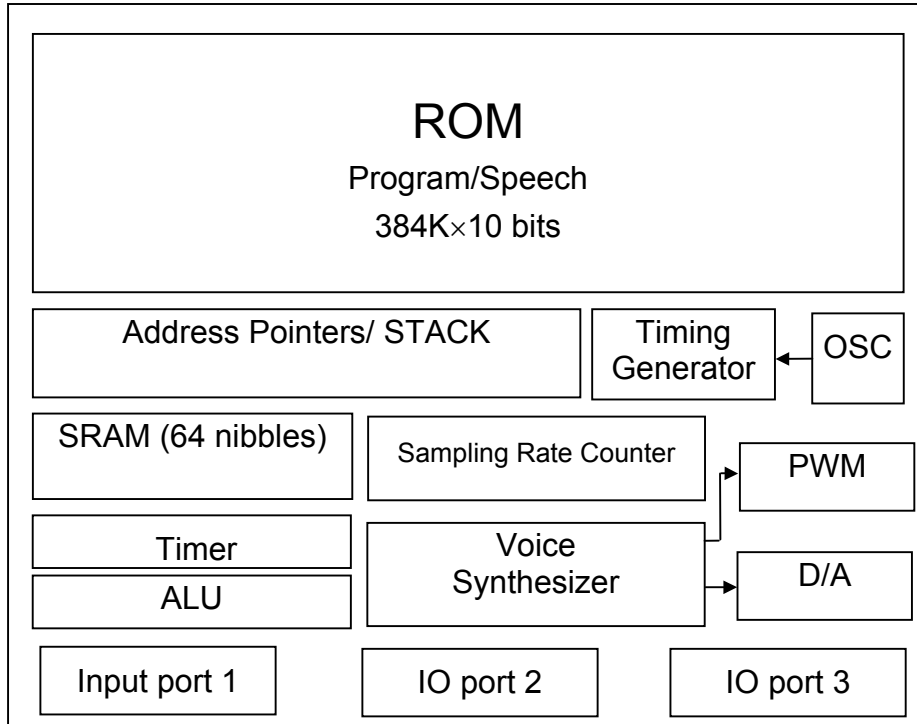 ROM
Program/Speech
384K×10 bits
Address Pointers/ STACK
Timing
Generator
OSC
SRAM (64 nibbles)
Sampling Rate Counter
PWM
Timer
Voice
Synthesizer
D/A
ALU
Input port 1
IO port 2
IO port 3